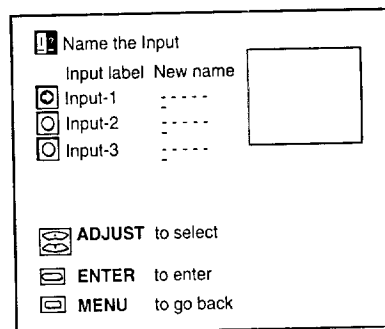 Name the Input
Input label New name
Input-1 -----
Input-2 -----
Input-3 -----
ADJUST to select
ENTER to enter
MENU to go back